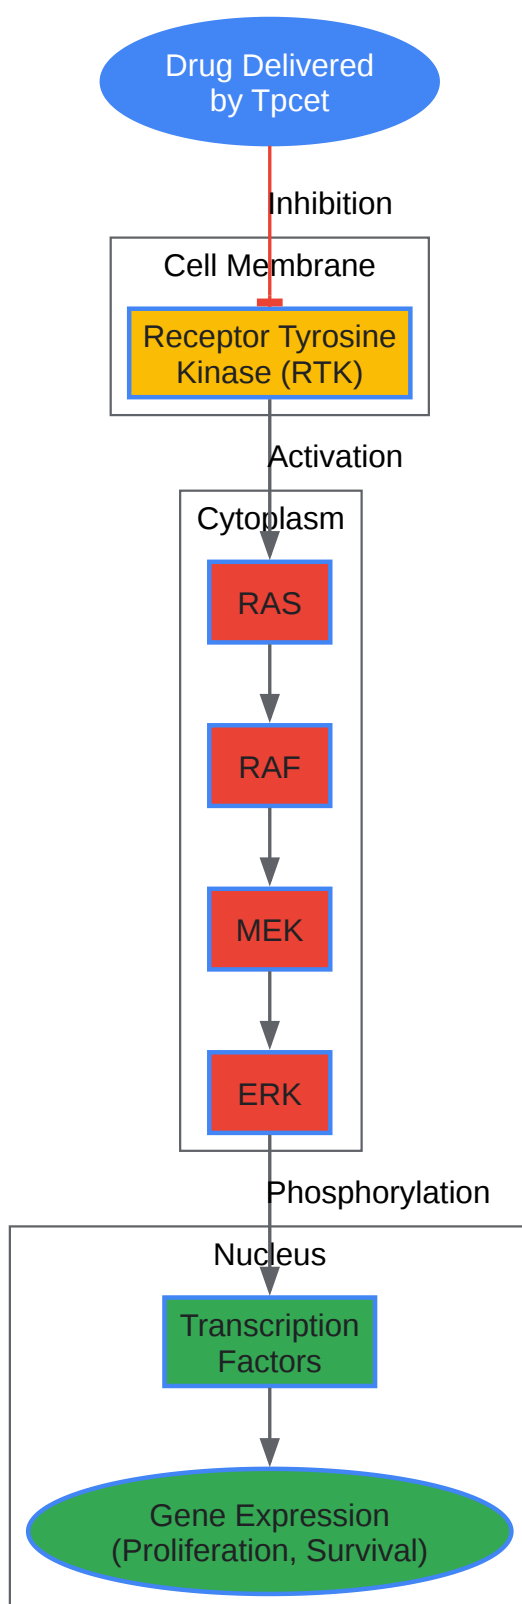 Drug Delivered
by Tpcet
Inhibition
Cell Membrane
Receptor Tyrosine
Kinase (RTK)
Activation
Cytoplasm
RAS
RAF
MEK
ERK
Phosphorylation
Nucleus
Transcription
Factors
Gene Expression
(Proliferation, Survival)